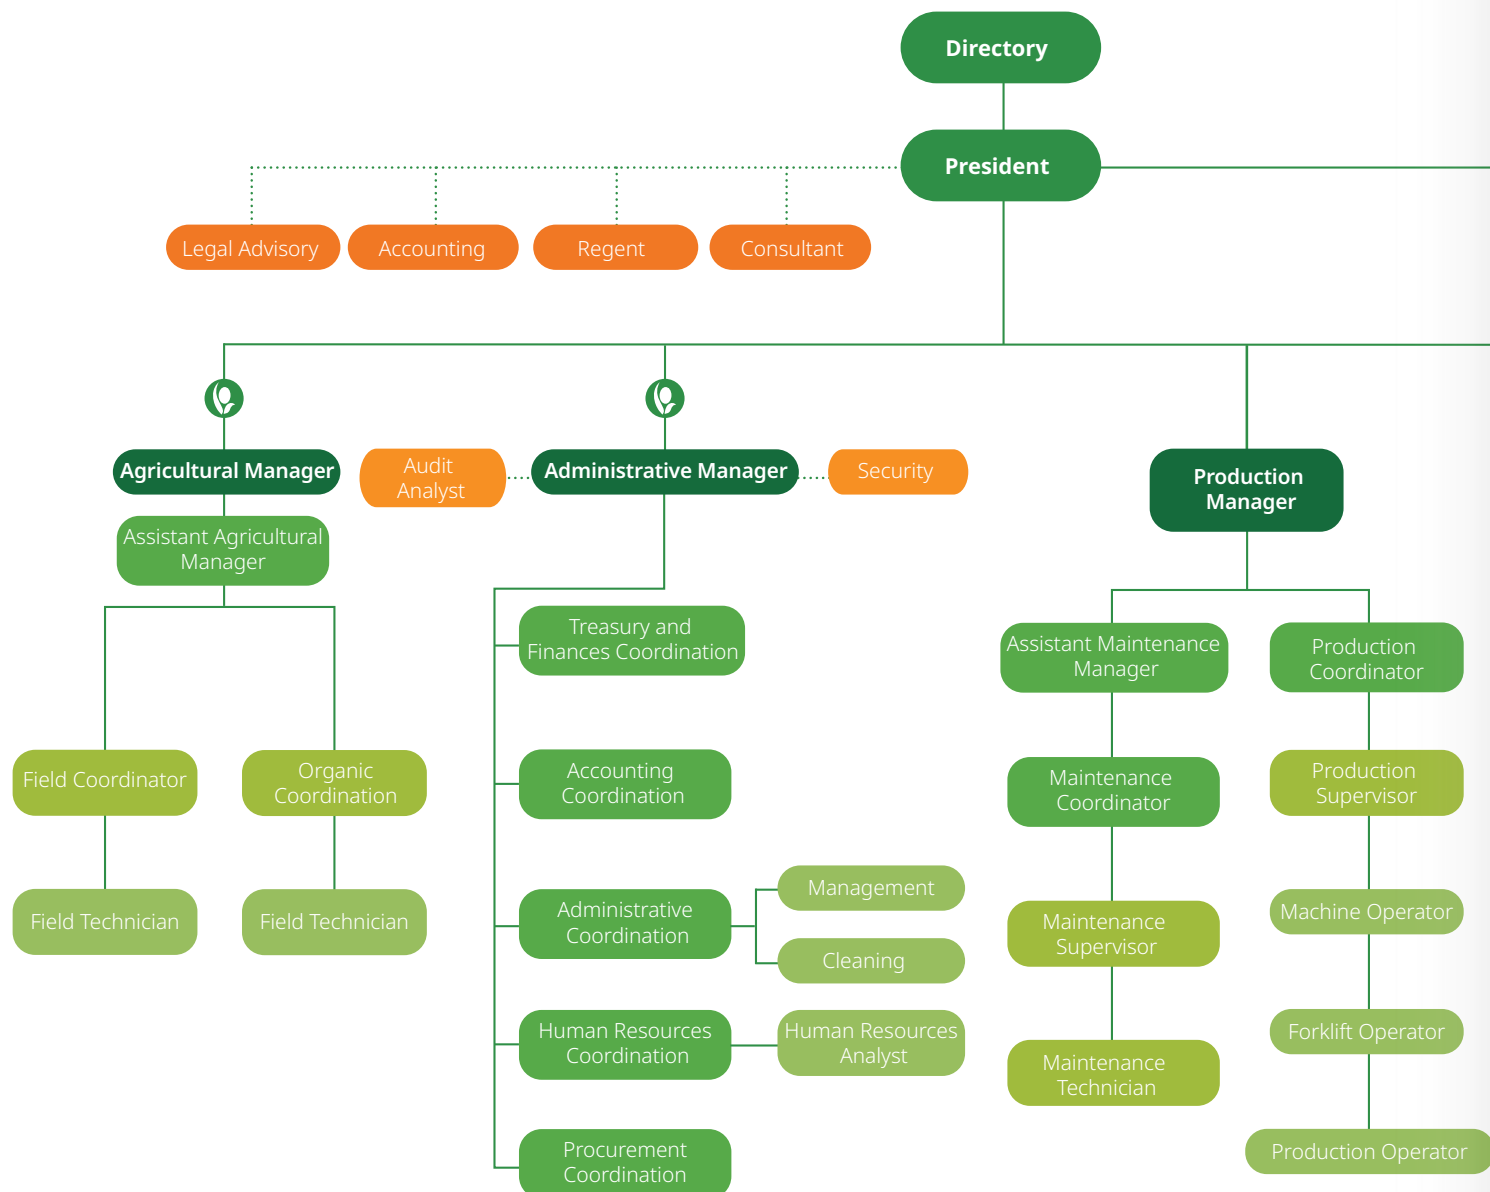 Directory
President
Legal Advisory
Accounting
Regent
Consultant
Agricultural Manager
Audit
Analyst
Administrative Manager
Security
Production
Manager
Assistant Agricultural
Manager
Field Coordinator
Organic
Coordination
Field Technician
Field Technician
Treasury and
Finances Coordination
Accounting
Coordination
Administrative
Coordination
Management
Cleaning
Human Resources
Coordination
Human Resources
Analyst
Procurement
Coordination
Assistant Maintenance
Manager
Maintenance
Coordinator
Maintenance
Supervisor
Maintenance
Technician
Production
Coordinator
Production
Supervisor
Machine Operator
Forklift Operator
Production Operator